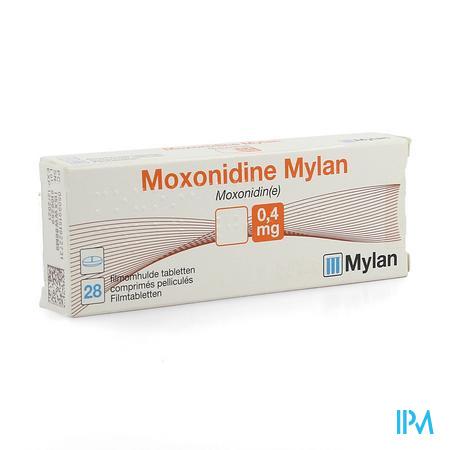 Moxonidine Mylan
Moxonidin(e)
0,4
mg
28
filmomhulde tabletten
comprimés pelliculés
Filmtabletten
Mylan
IPM